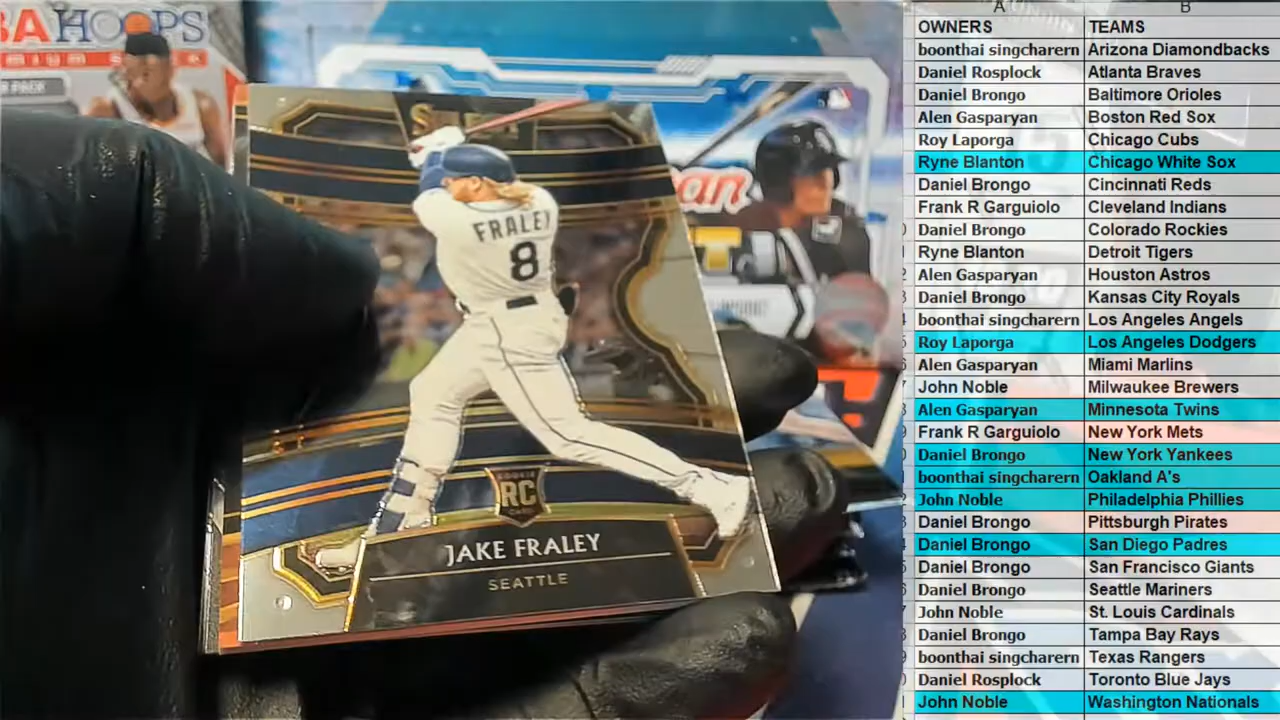 HOOPS
FRALEY
8
RC
CARD
JAKE FRALEY
SEATTLE
A B
OWNERS TEAMS
boonthai singcharern Arizona Diamondbacks
Daniel Rosplock Atlanta Braves
Daniel Brongo Baltimore Orioles
Alen Gasparyan Boston Red Sox
Roy Laporga Chicago Cubs
Ryne Blanton Chicago White Sox
Daniel Brongo Cincinnati Reds
Frank R Garguiolo Cleveland Indians
Daniel Brongo Colorado Rockies
Ryne Blanton Detroit Tigers
Alen Gasparyan Houston Astros
Daniel Brongo Kansas City Royals
boonthai singcharern Los Angeles Angels
Roy Laporga Los Angeles Dodgers
Alen Gasparyan Miami Marlins
John Noble Milwaukee Brewers
Alen Gasparyan Minnesota Twins
Frank R Garguiolo New York Mets
Daniel Brongo New York Yankees
boonthai singcharern Oakland A's
John Noble Philadelphia Phillies
Daniel Brongo Pittsburgh Pirates
Daniel Brongo San Diego Padres
Daniel Brongo San Francisco Giants
Daniel Brongo Seattle Mariners
John Noble St. Louis Cardinals
Daniel Brongo Tampa Bay Rays
boonthai singcharern Texas Rangers
Daniel Rosplock Toronto Blue Jays
John Noble Washington Nationals